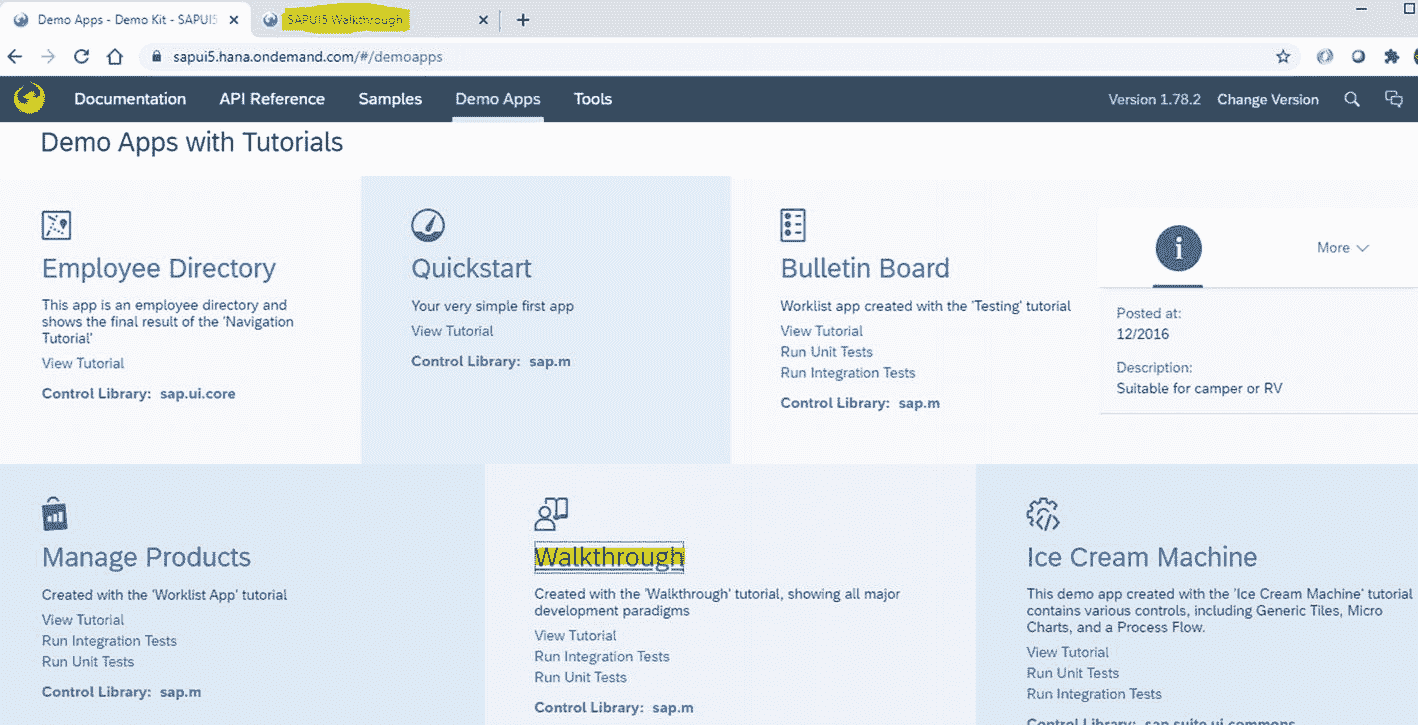 Demo Apps - Demo Kit - SAPUI5
SAPUI5 Walkthrough
sapui5.hana.ondemand.com/#/demoapps
Documentation
API Reference
Samples
Demo Apps
Tools
Version 1.78.2
Change Version
Demo Apps with Tutorials
Employee Directory
This app is an employee directory and
shows the final result of the 'Navigation
Tutorial'
View Tutorial
Control Library: sap.ui.core
Quickstart
Your very simple first app
View Tutorial
Control Library: sap.m
Bulletin Board
Worklist app created with the 'Testing' tutorial
View Tutorial
Run Unit Tests
Run Integration Tests
Control Library: sap.m
More
Posted at:
12/2016
Description:
Suitable for camper or RV
Manage Products
Created with the 'Worklist App' tutorial
View Tutorial
Run Integration Tests
Run Unit Tests
Control Library: sap.m
Walkthrough
Created with the 'Walkthrough' tutorial, showing all major
development paradigms
View Tutorial
Run Integration Tests
Run Unit Tests
Control Library: sap.m
Ice Cream Machine
This demo app created with the 'Ice Cream Machine' tutorial
contains various controls, including Generic Tiles, Micro
Charts, and a Process Flow.
View Tutorial
Run Unit Tests
Run Integration Tests
Control Library: sap.suite.ui.commons